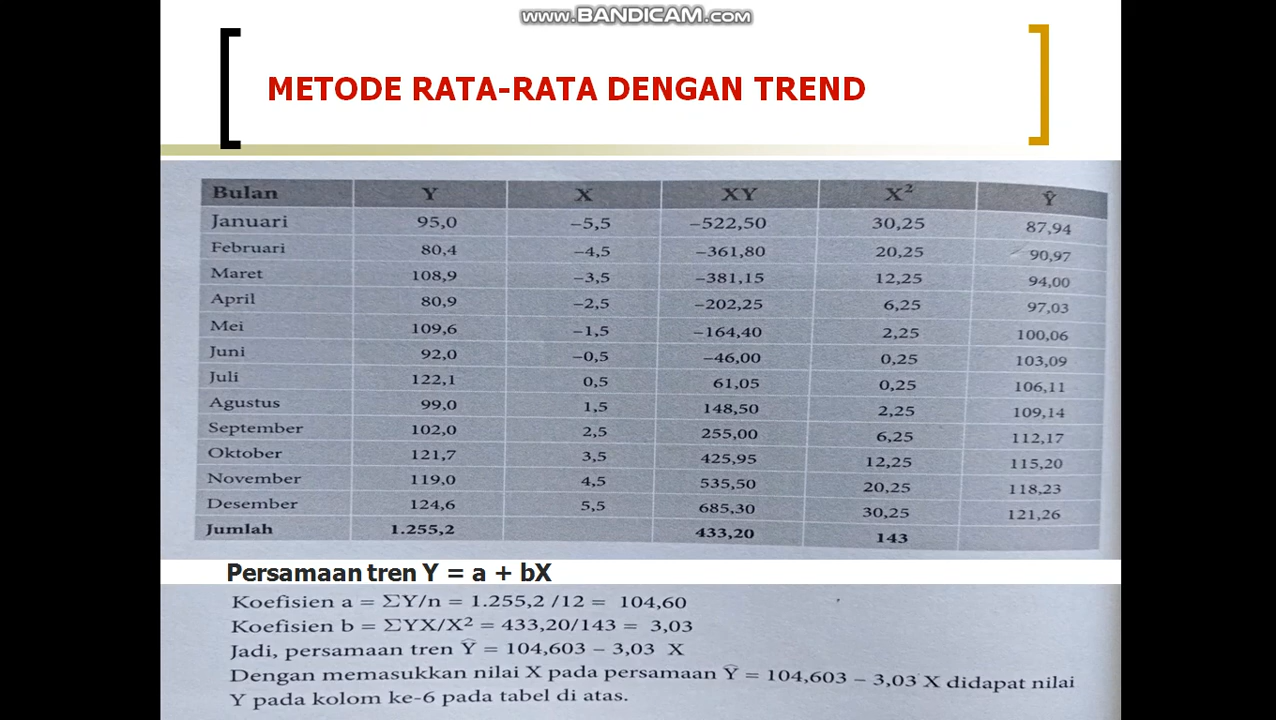 www.BANDICAM.com
METODE RATA-RATA DENGAN TREND
Bulan Y X XY X² Ŷ
Januari 95,0 −5,5 −522,50 30,25 87,94
Februari 80,4 −4,5 −361,80 20,25 90,97
Maret 108,9 −3,5 −381,15 12,25 94,00
April 80,9 −2,5 −202,25 6,25 97,03
Mei 109,6 −1,5 −164,40 2,25 100,06
Juni 92,0 −0,5 −46,00 0,25 103,09
Juli 122,1 0,5 61,05 0,25 106,11
Agustus 99,0 1,5 148,50 2,25 109,14
September 102,0 2,5 255,00 6,25 112,17
Oktober 121,7 3,5 425,95 12,25 115,20
November 119,0 4,5 535,50 20,25 118,23
Desember 124,6 5,5 685,30 30,25 121,26
Jumlah 1.255,2 433,20 143
Persamaan tren Y = a + bX
Koefisien a = ΣY/n = 1.255,2 /12 = 104,60
Koefisien b = ΣYX/X² = 433,20/143 = 3,03
Jadi, persamaan tren Ŷ = 104,603 − 3,03 X
Dengan memasukkan nilai X pada persamaan Ŷ = 104,603 − 3,03 X didapat nilai
Y pada kolom ke-6 pada tabel di atas.